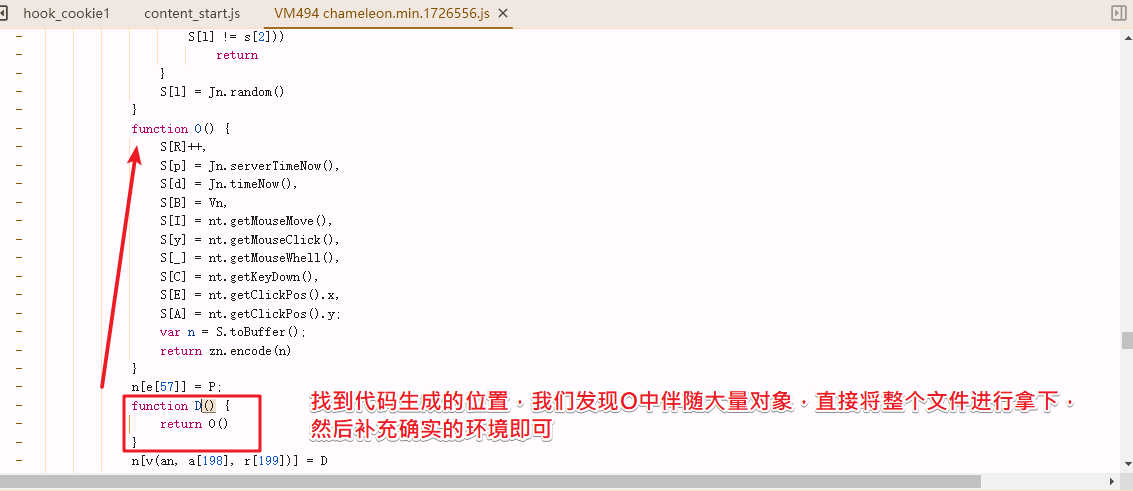 hook_cookie1 content_start.js VM494 chameleon.min.1726556.js ×
S[l] != s[2]))
return
}
S[l] = Jn.random()
}
function O() {
S[R]++,
S[p] = Jn.serverTimeNow(),
S[d] = Jn.timeNow(),
S[B] = Vn,
S[I] = nt.getMouseMove(),
S[y] = nt.getMouseClick(),
S[_] = nt.getMouseWhell(),
S[C] = nt.getKeyDown(),
S[E] = nt.getClickPos().x,
S[A] = nt.getClickPos().y;
var n = S.toBuffer();
return zn.encode(n)
}
n[e[57]] = P;
function D() {
return O()
}
n[v(an, a[198], r[199])] = D
找到代码生成的位置，我们发现O中伴随大量对象，直接将整个文件进行拿下，
然后补充确实的环境即可